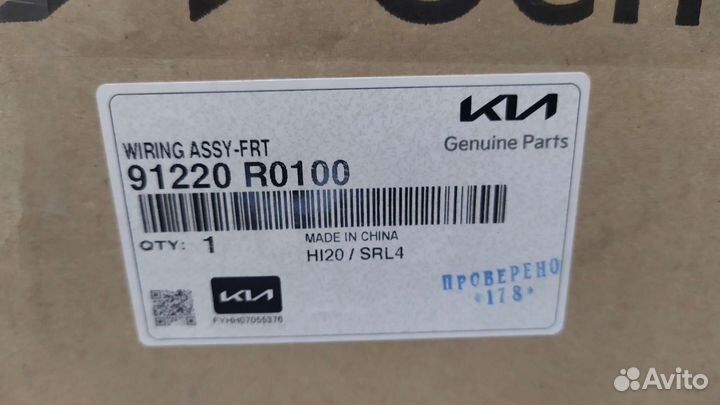 KIA
Genuine Parts
WIRING ASSY-FRT
91220 R0100
QTY: 1
MADE IN CHINA
HI20 / SRL4
KIA
FYHH07055376
ПРОВЕРЕНО
*178*
Avito